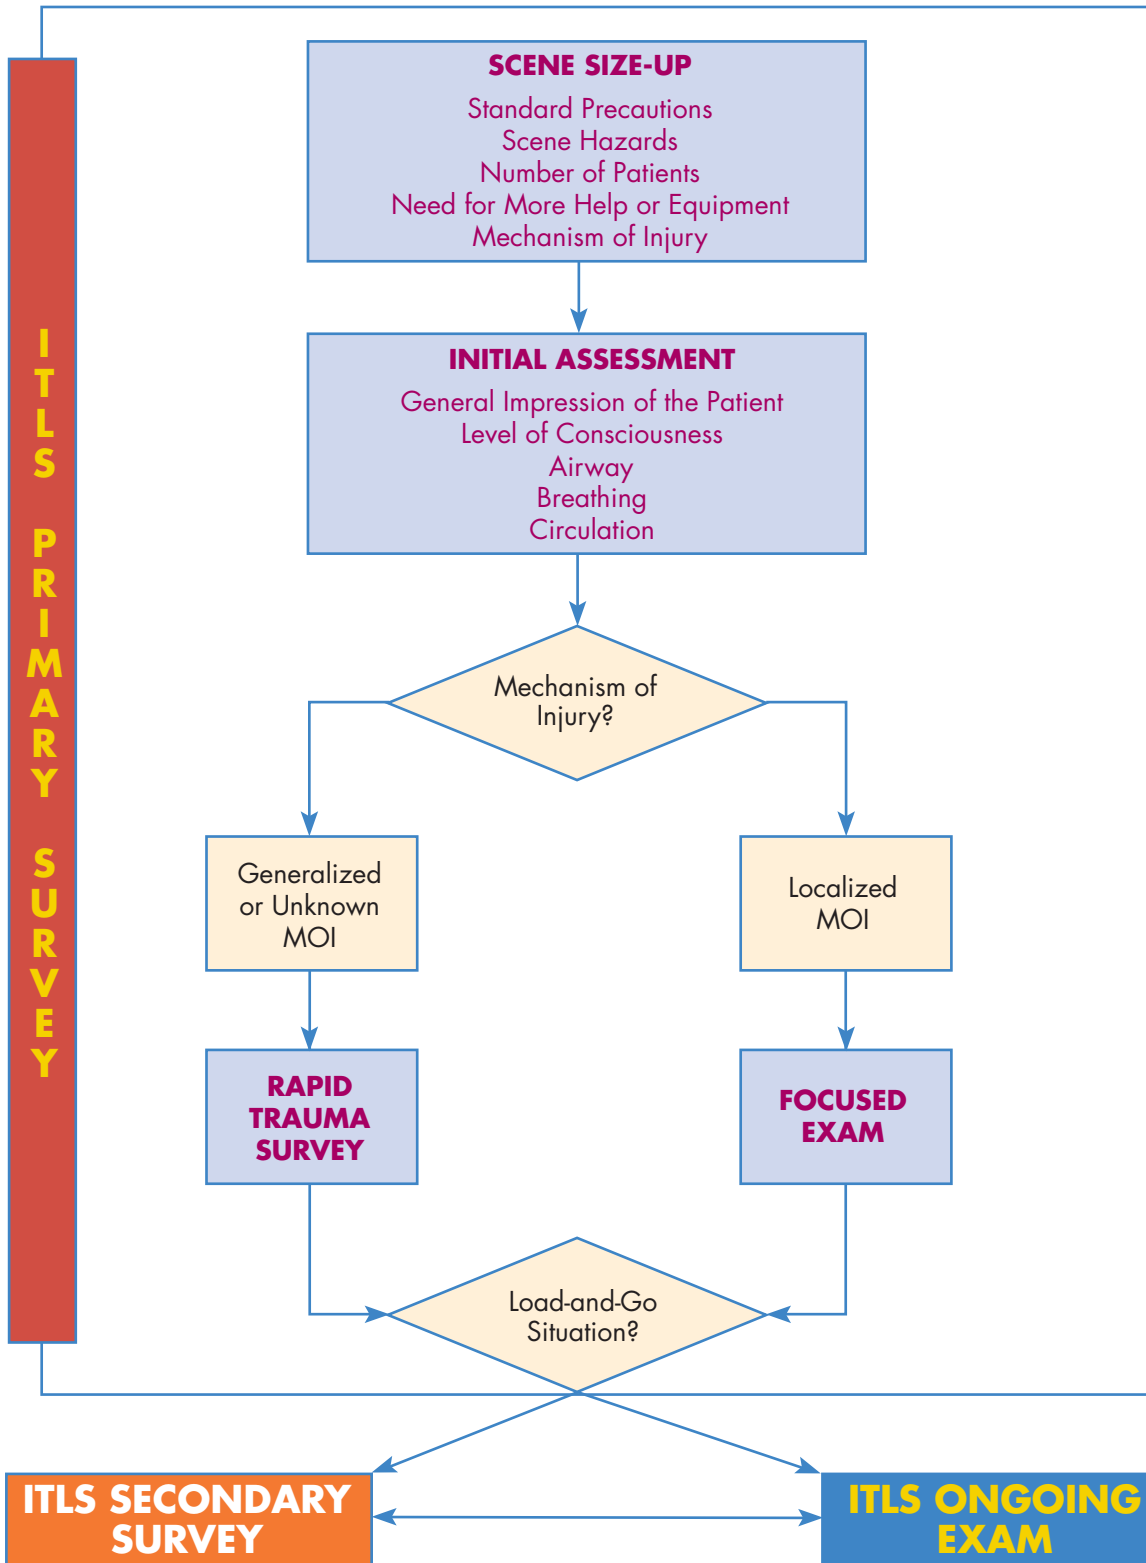 ITLS PRIMARY SURVEY
SCENE SIZE-UP
Standard Precautions
Scene Hazards
Number of Patients
Need for More Help or Equipment
Mechanism of Injury
INITIAL ASSESSMENT
General Impression of the Patient
Level of Consciousness
Airway
Breathing
Circulation
Mechanism of
Injury?
Generalized
or Unknown
MOI
Localized
MOI
RAPID
TRAUMA
SURVEY
FOCUSED
EXAM
Load-and-Go
Situation?
ITLS SECONDARY
SURVEY
ITLS ONGOING
EXAM